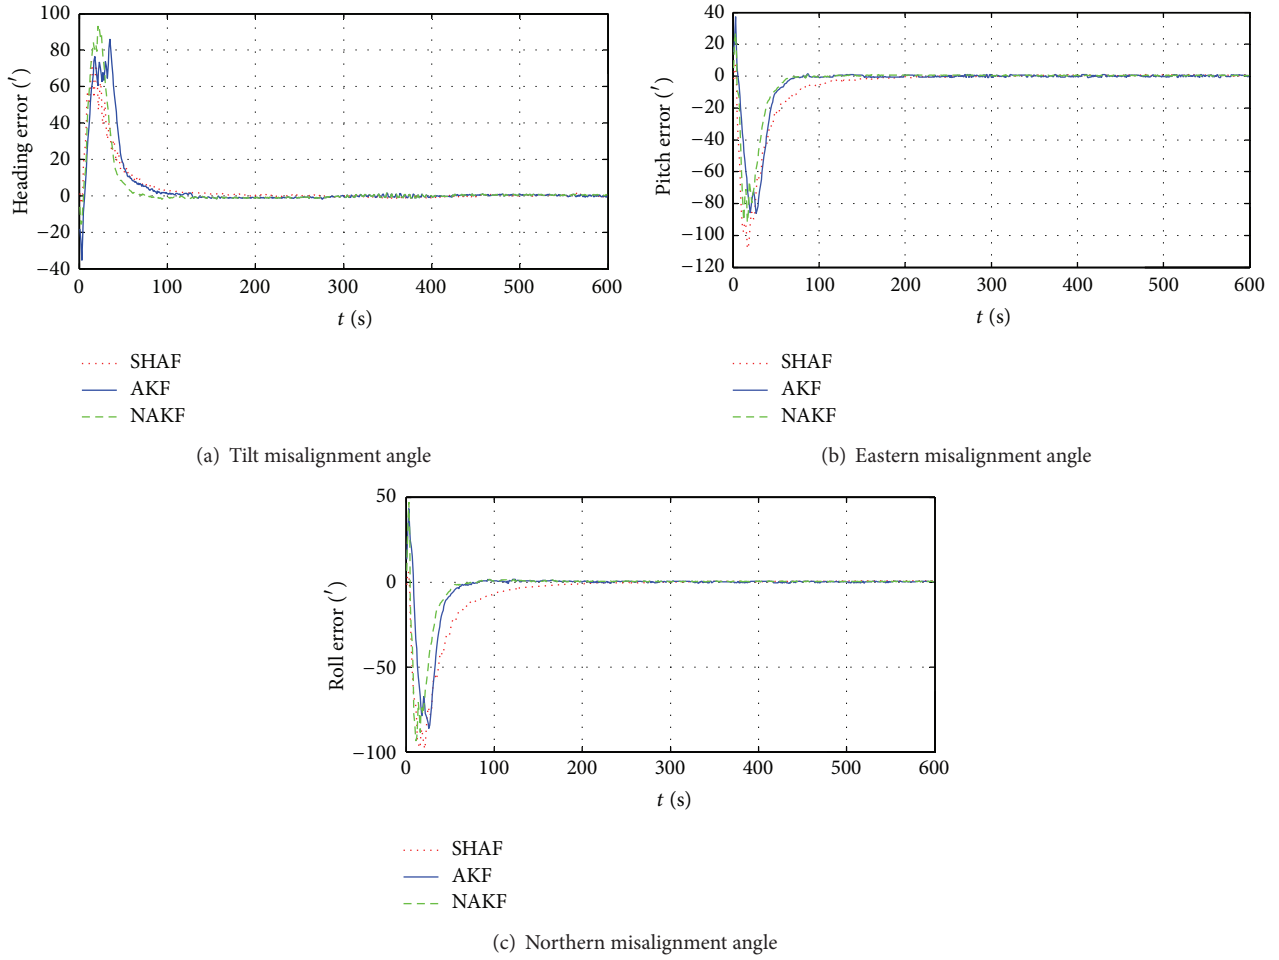 100
80
60
40
20
0
−20
−40
Heading error (′)
0 100 200 300 400 500 600
t (s)
SHAF
AKF
NAKF
(a) Tilt misalignment angle
40
20
0
−20
−40
−60
−80
−100
−120
Pitch error (′)
0 100 200 300 400 500 600
t (s)
SHAF
AKF
NAKF
(b) Eastern misalignment angle
50
0
−50
−100
Roll error (′)
0 100 200 300 400 500 600
t (s)
SHAF
AKF
NAKF
(c) Northern misalignment angle